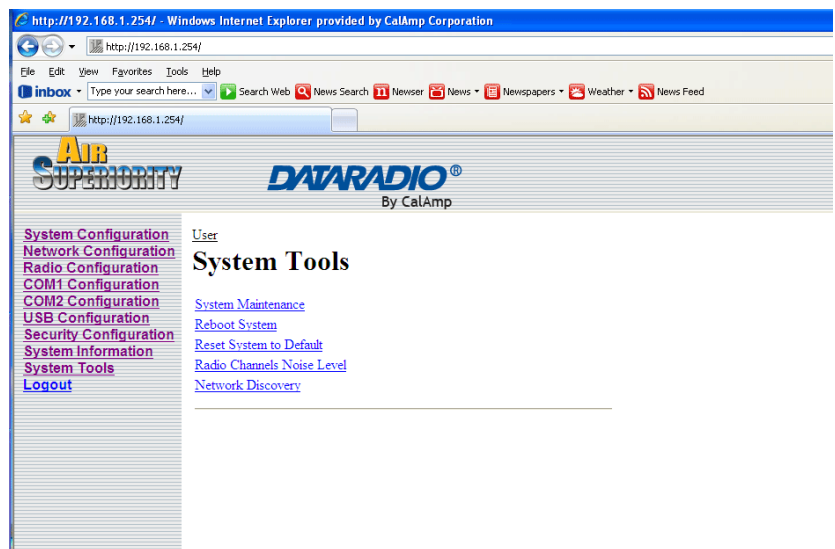 http://192.168.1.254/ - Windows Internet Explorer provided by CalAmp Corporation
http://192.168.1.254/
File Edit View Favorites Tools Help
inbox Type your search here... Search Web News Search Newser News Newspapers Weather News Feed
http://192.168.1.254/
AIR
SUPERIORITY
DATARADIO®
By CalAmp
System Configuration
Network Configuration
Radio Configuration
COM1 Configuration
COM2 Configuration
USB Configuration
Security Configuration
System Information
System Tools
Logout
User
System Tools
System Maintenance
Reboot System
Reset System to Default
Radio Channels Noise Level
Network Discovery